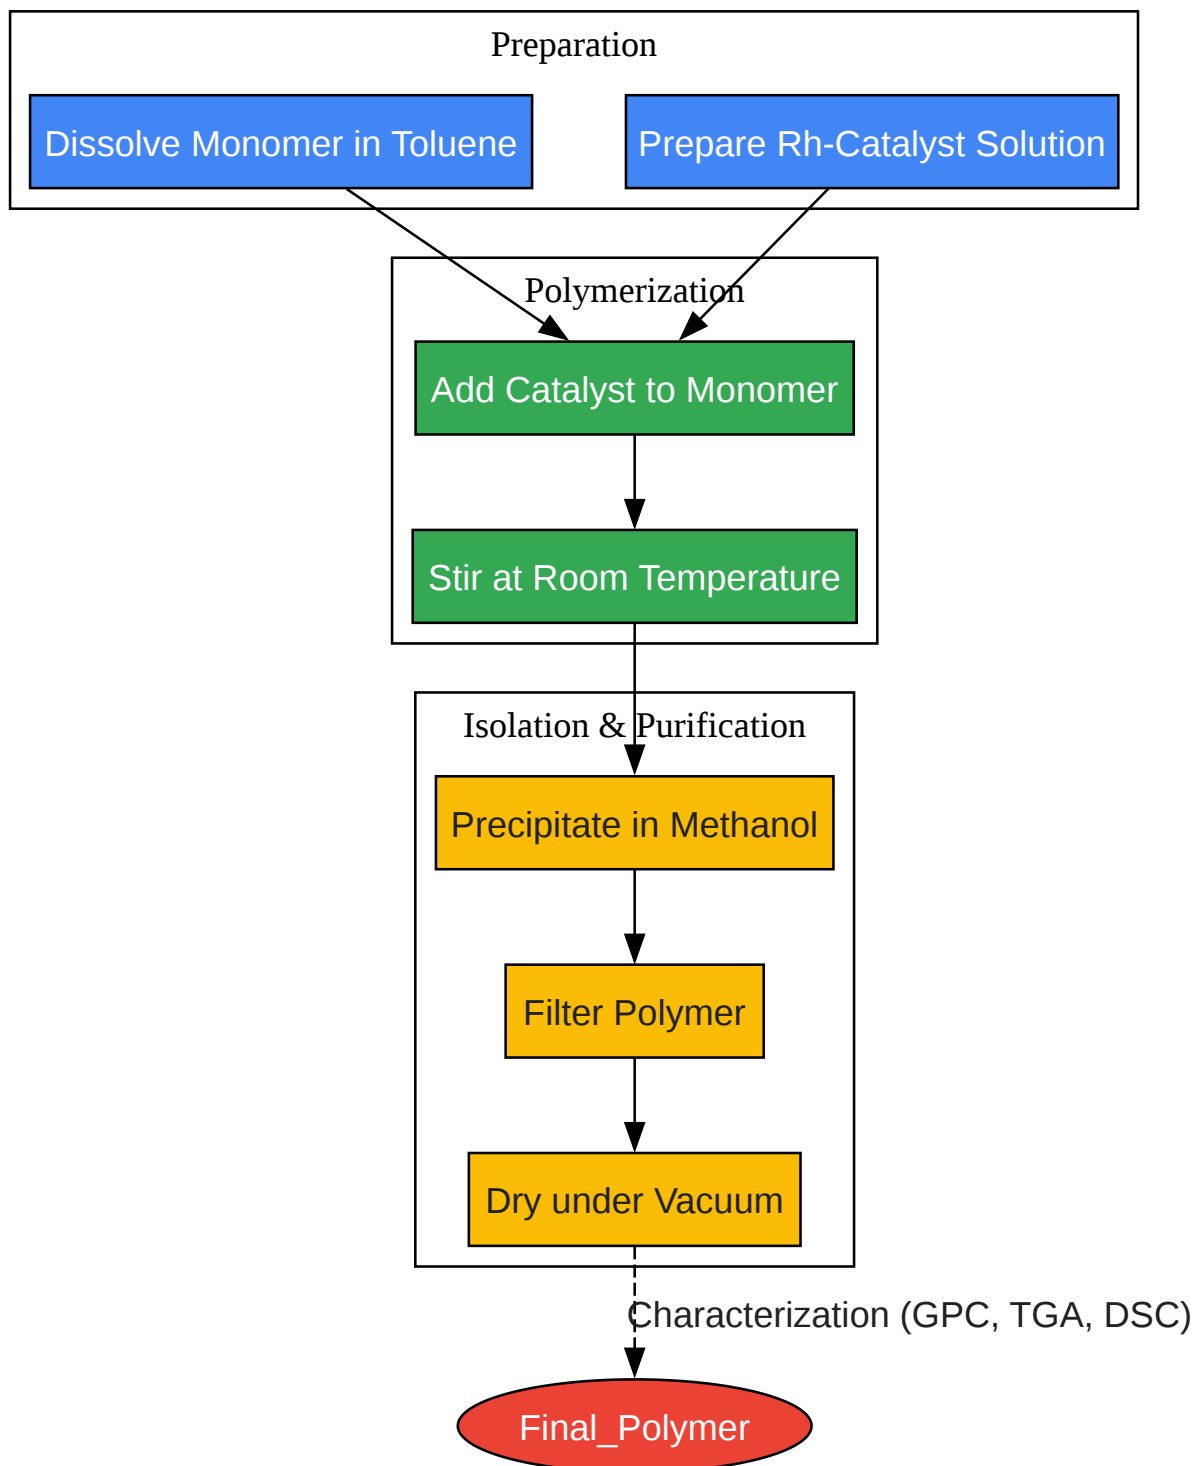 Preparation
Dissolve Monomer in Toluene
Prepare Rh-Catalyst Solution
Polymerization
Add Catalyst to Monomer
Stir at Room Temperature
Isolation & Purification
Precipitate in Methanol
Filter Polymer
Dry under Vacuum
Characterization (GPC, TGA, DSC)
Final_Polymer